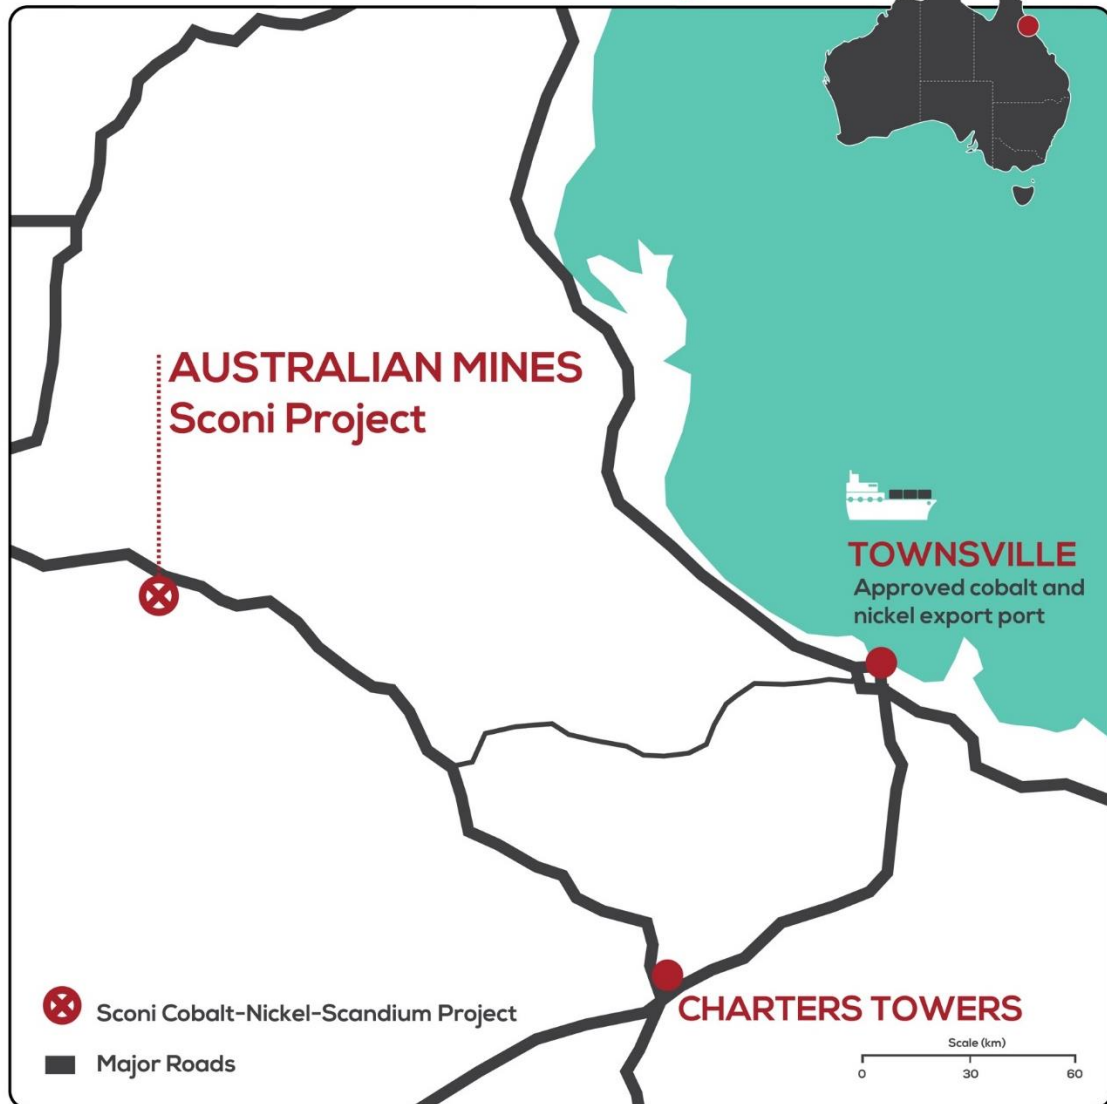 AUSTRALIAN MINES
Sconi Project
TOWNSVILLE
Approved cobalt and
nickel export port
CHARTERS TOWERS
Sconi Cobalt-Nickel-Scandium Project
Major Roads
Scale (km)
0 30 60